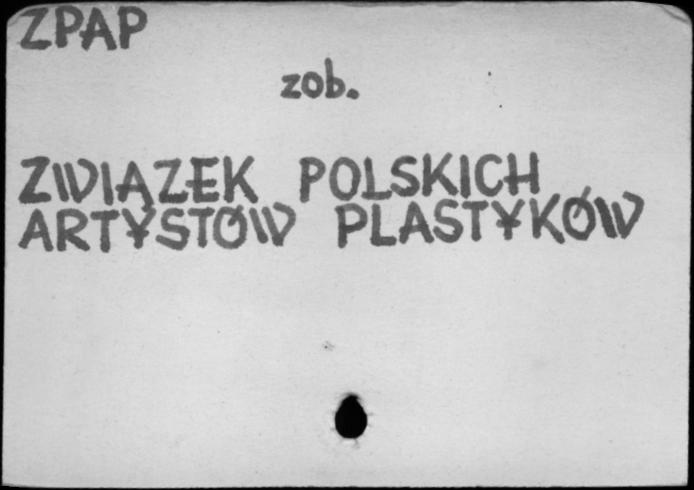 ZPAP
zob.
ZWIĄZEK POLSKICH
ARTYSTÓW PLASTYKÓW